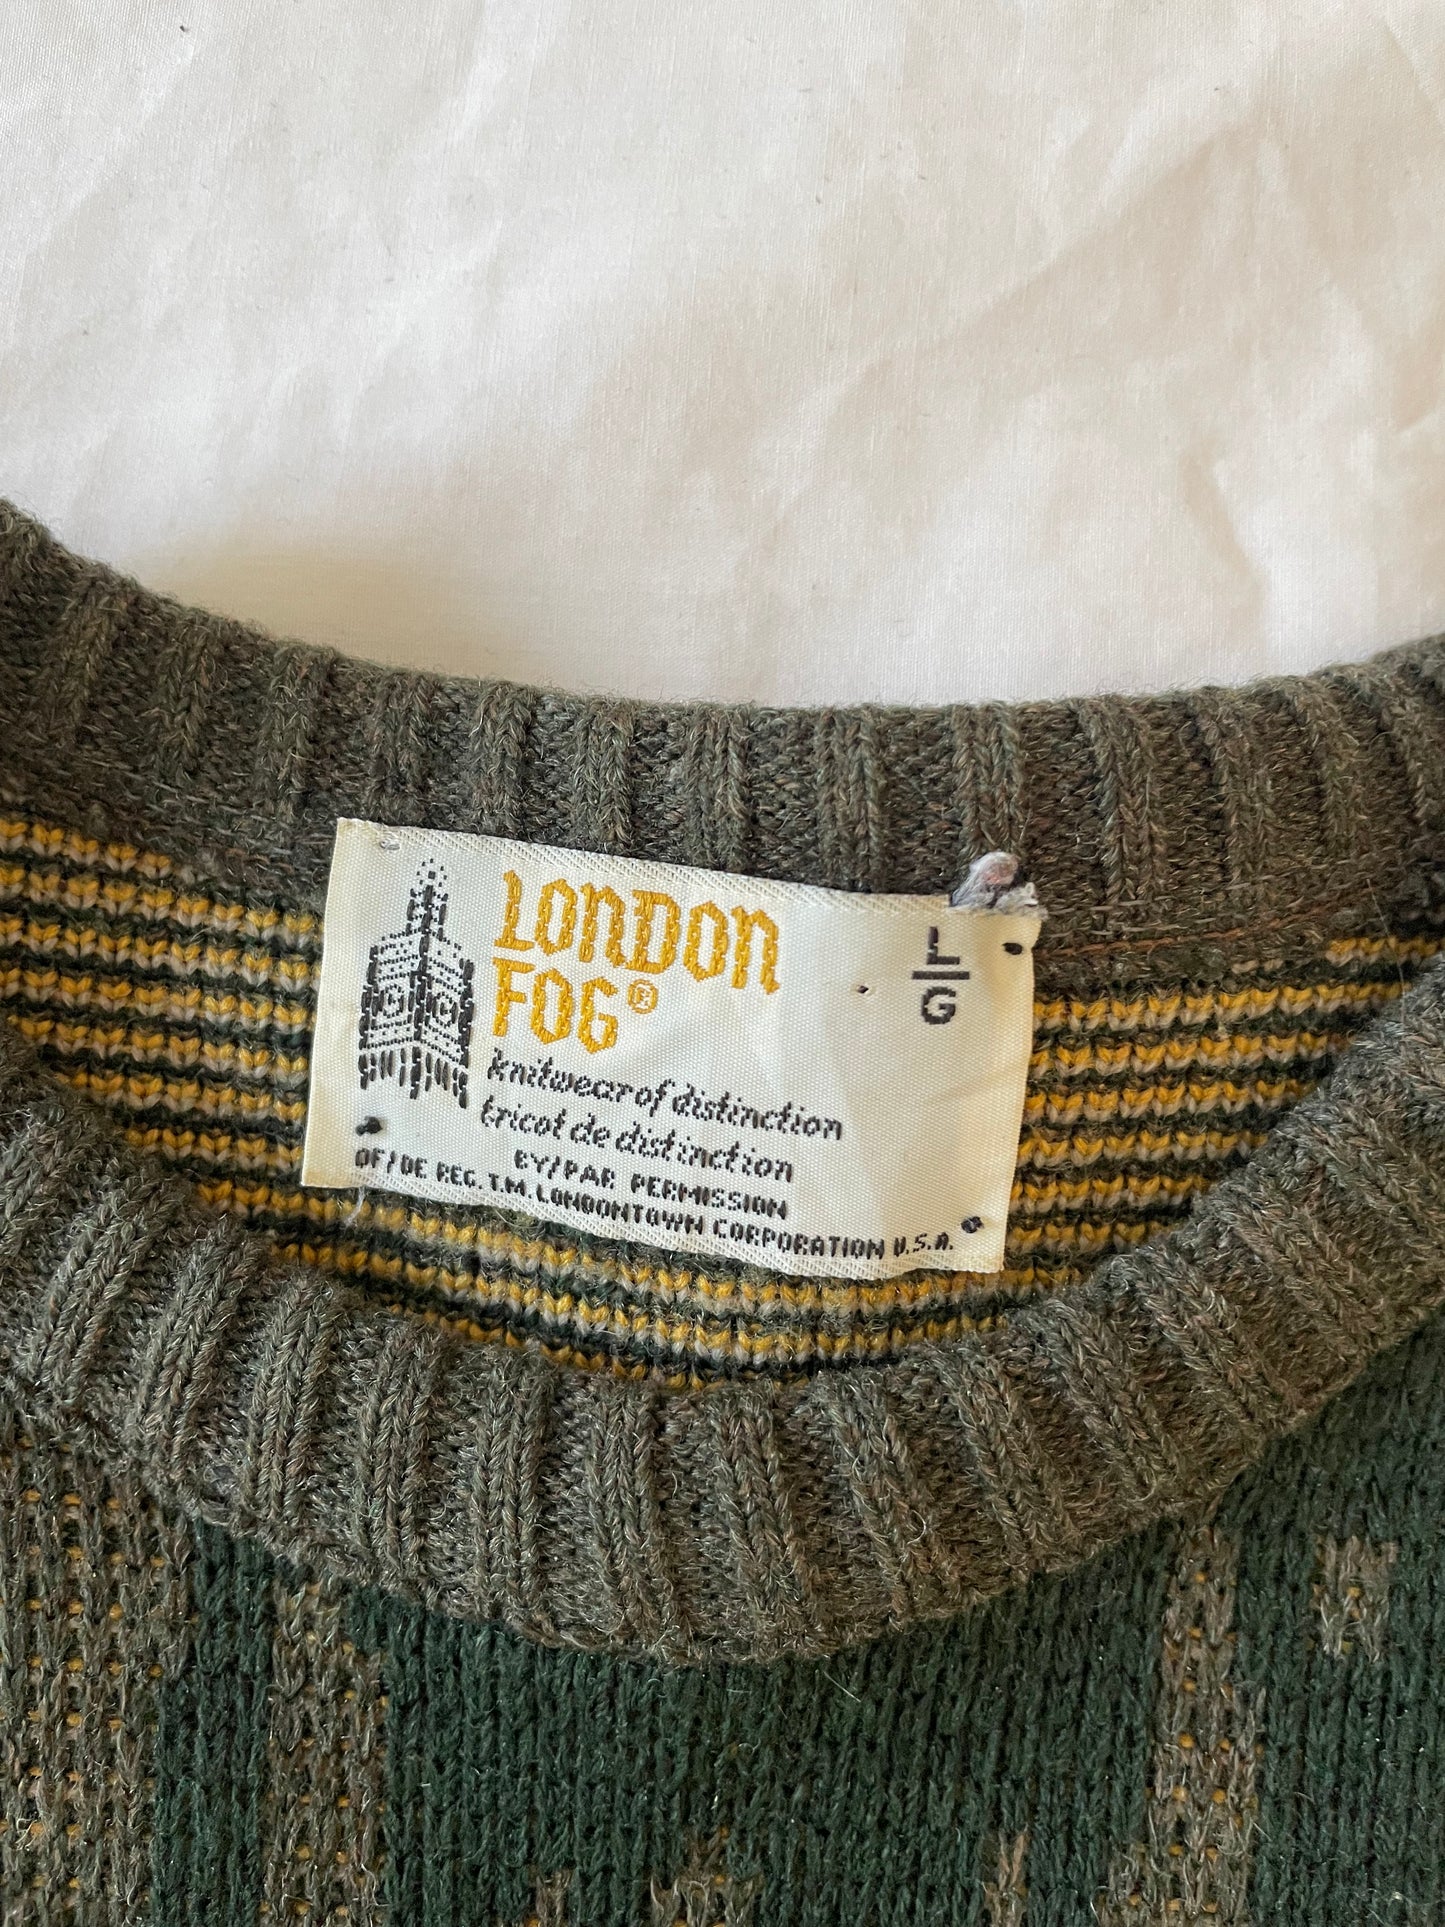 LONDON
FOG®
knitwear of distinction
tricot de distinction
BY/PAR PERMISSION
OF/DE REG. T.M. LONDONTOWN CORPORATION U.S.A.
L
G